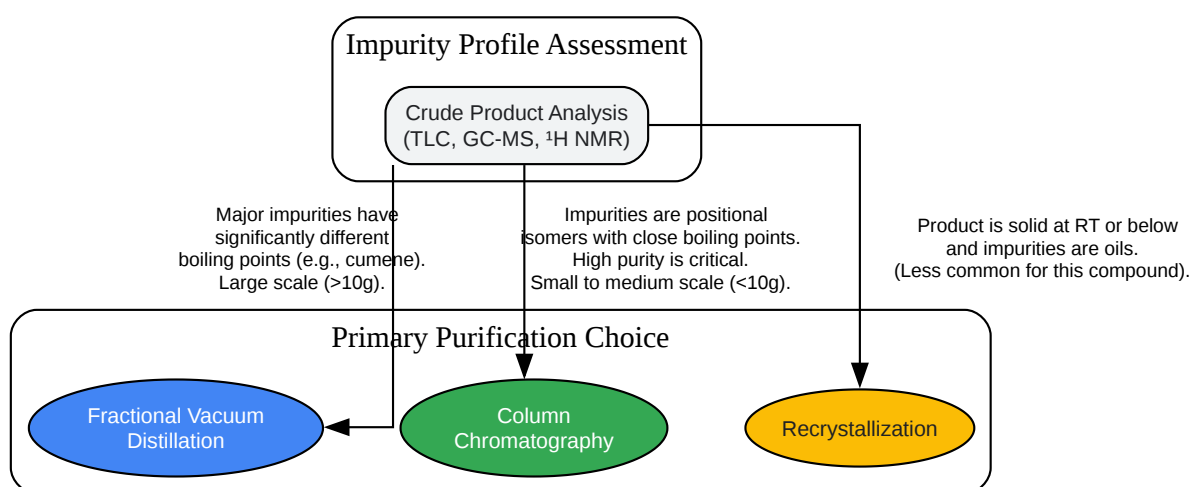 Impurity Profile Assessment
Crude Product Analysis
(TLC, GC-MS, ¹H NMR)
Major impurities have
significantly different
boiling points (e.g., cumene).
Large scale (>10g).
Impurities are positional
isomers with close boiling points.
High purity is critical.
Small to medium scale (<10g).
Product is solid at RT or below
and impurities are oils.
(Less common for this compound).
Primary Purification Choice
Fractional Vacuum
Distillation
Column
Chromatography
Recrystallization